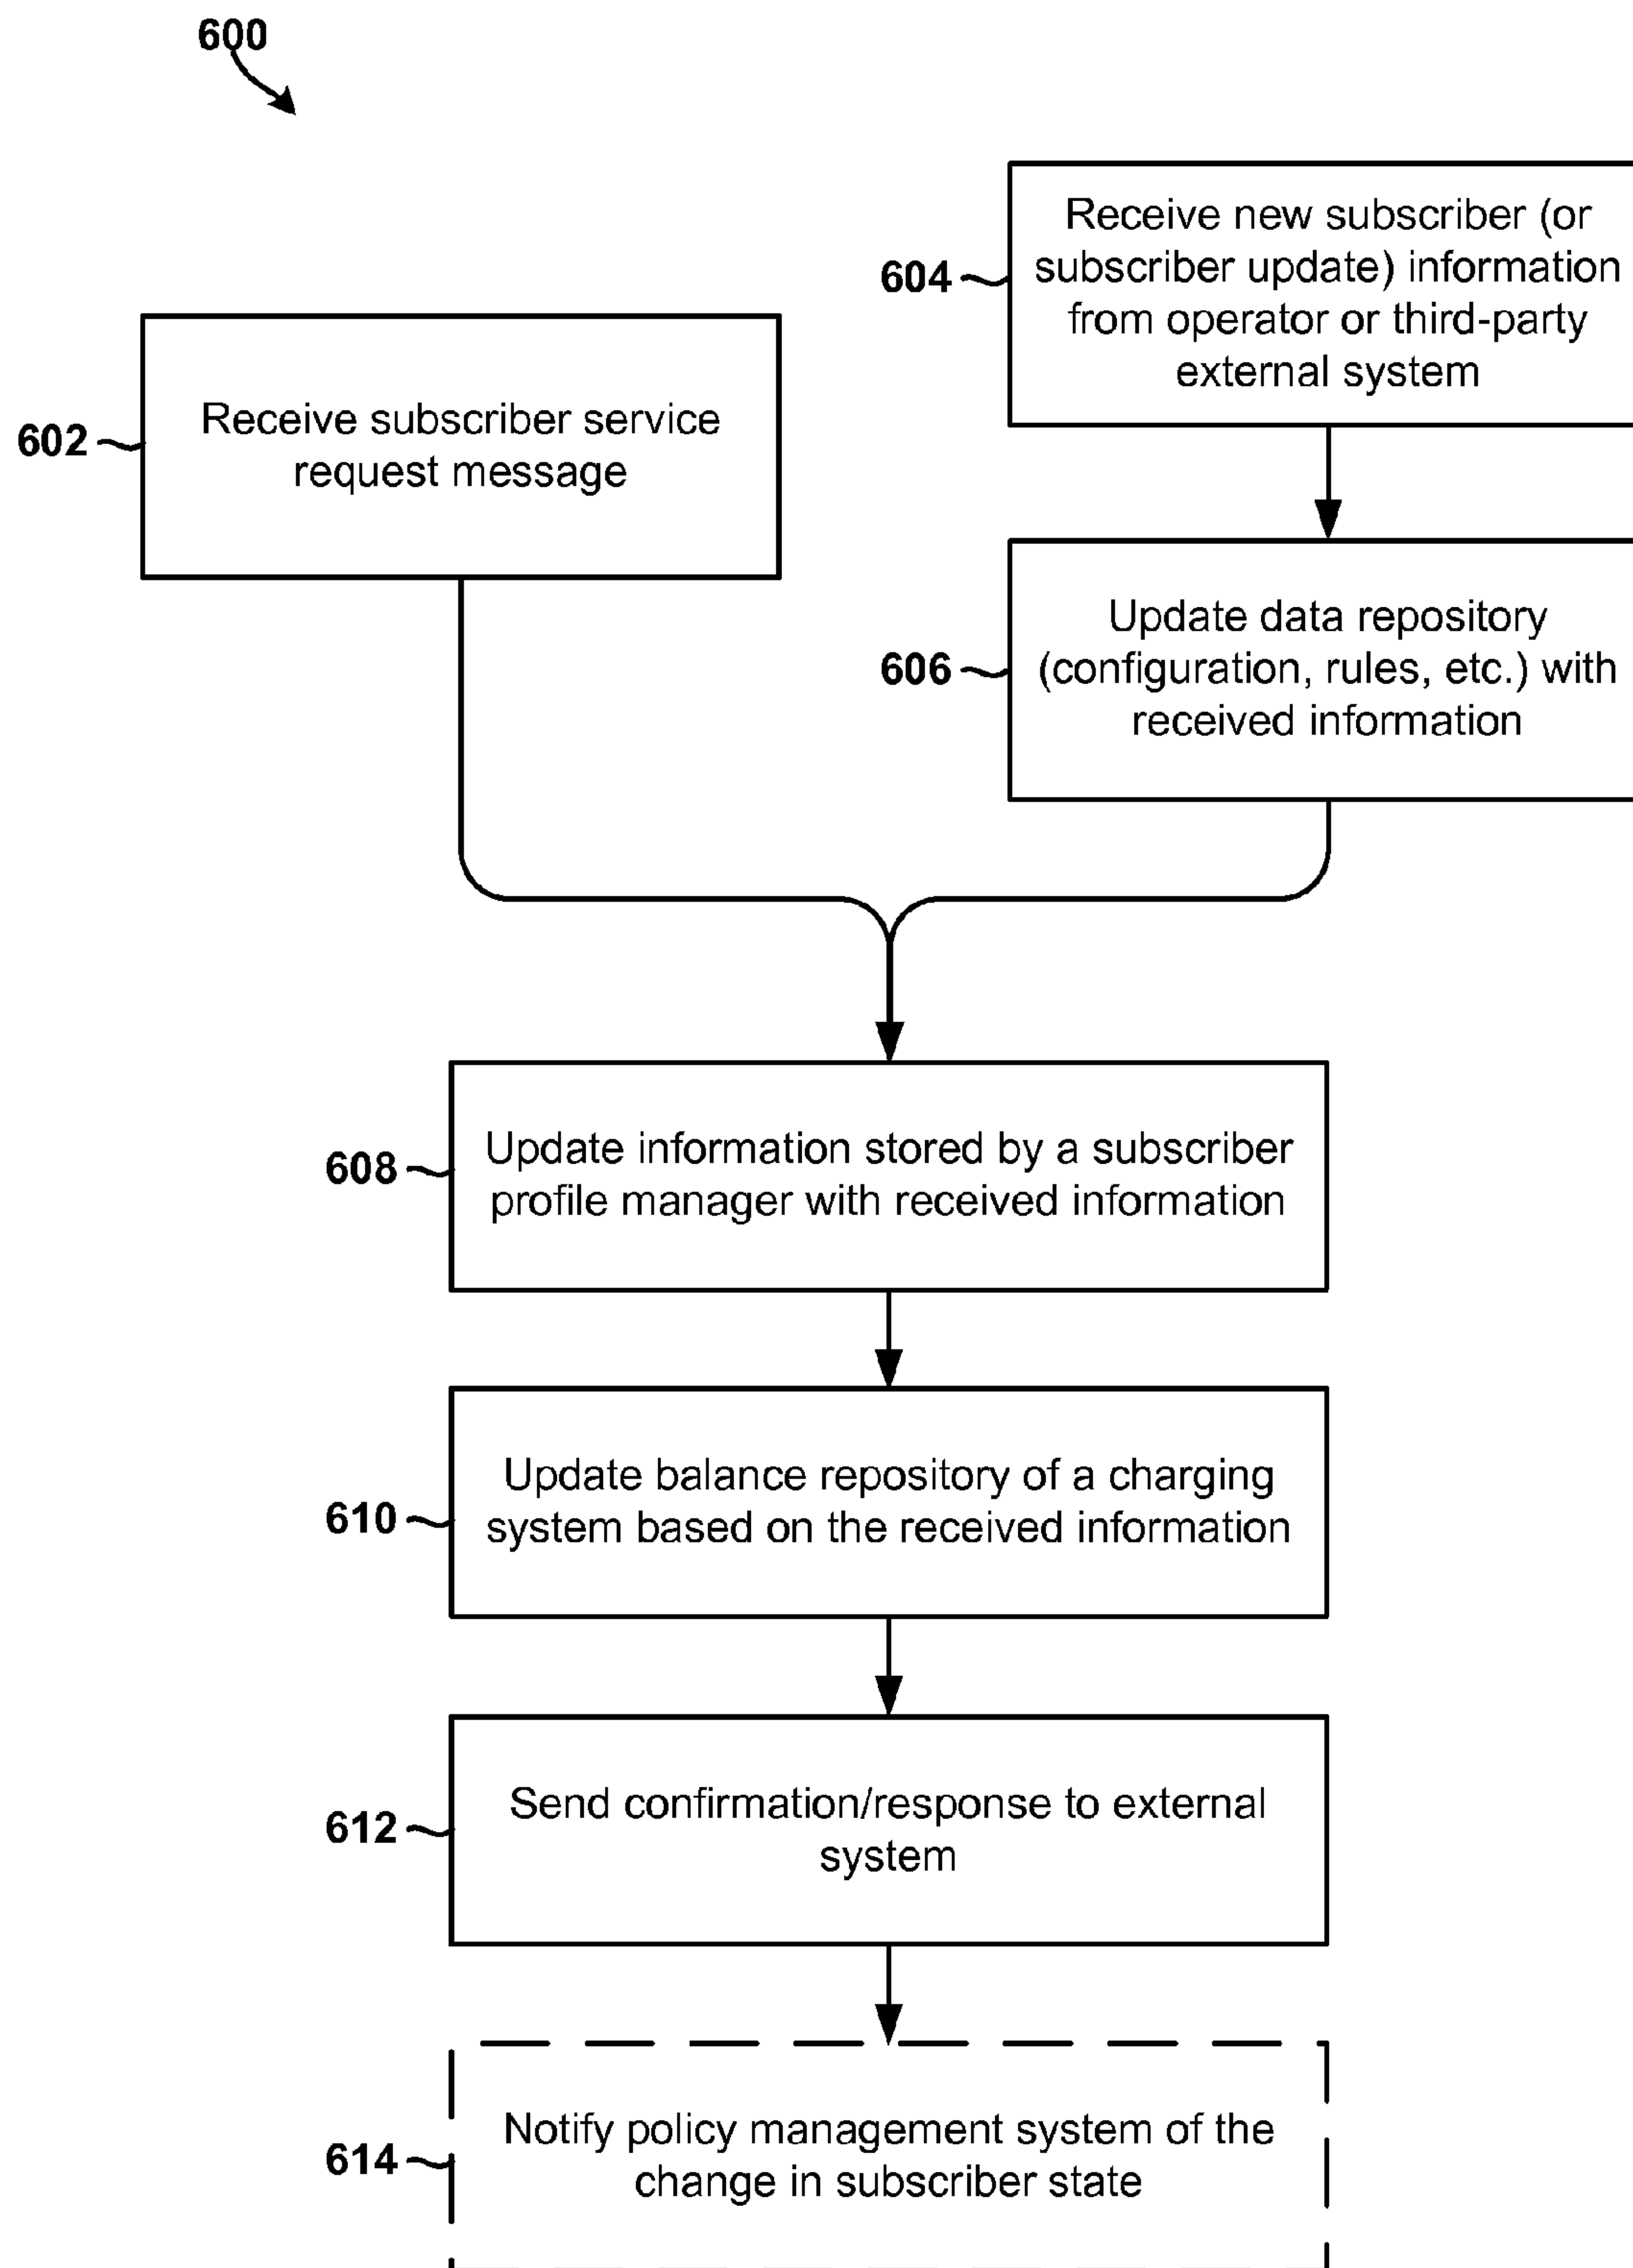 600
602
Receive subscriber service
request message
604
Receive new subscriber (or
subscriber update) information
from operator or third-party
external system
606
Update data repository
(configuration, rules, etc.) with
received information
608
Update information stored by a subscriber
profile manager with received information
610
Update balance repository of a charging
system based on the received information
612
Send confirmation/response to external
system
614
Notify policy management system of the
change in subscriber state